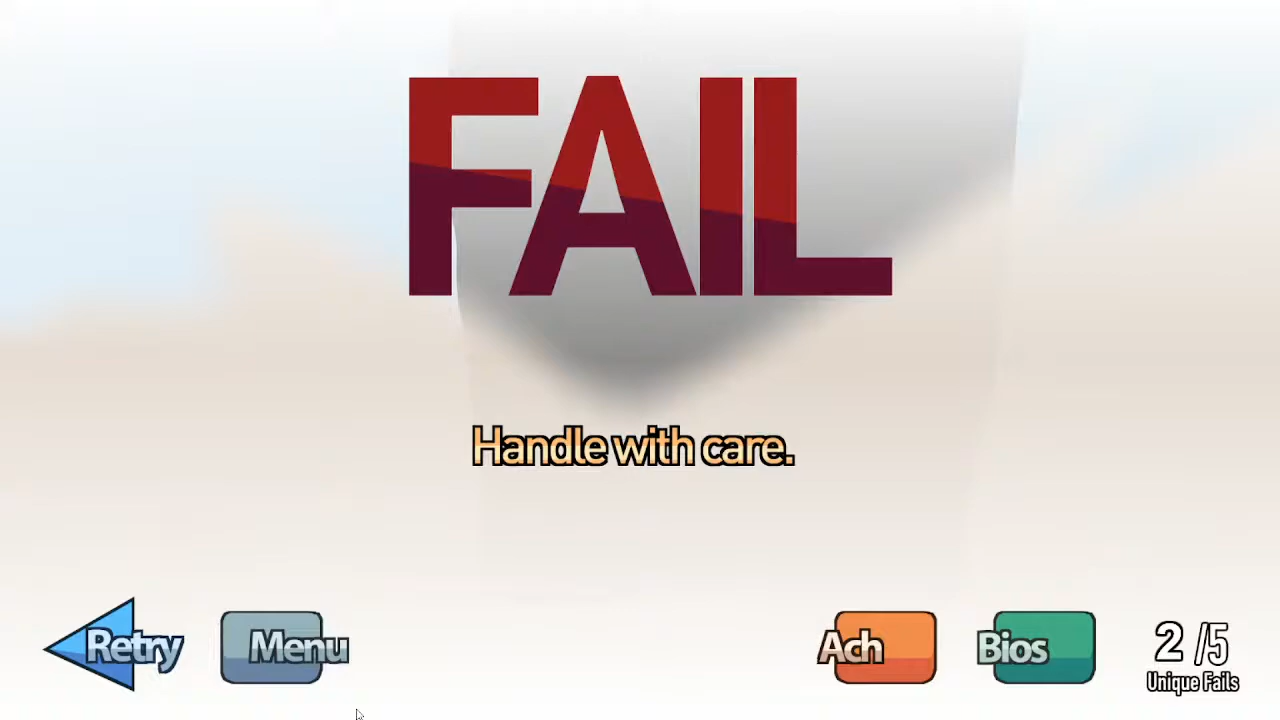 FAIL
Handle with care.
Retry
Menu
Ach
Bios
2/5
Unique Fails